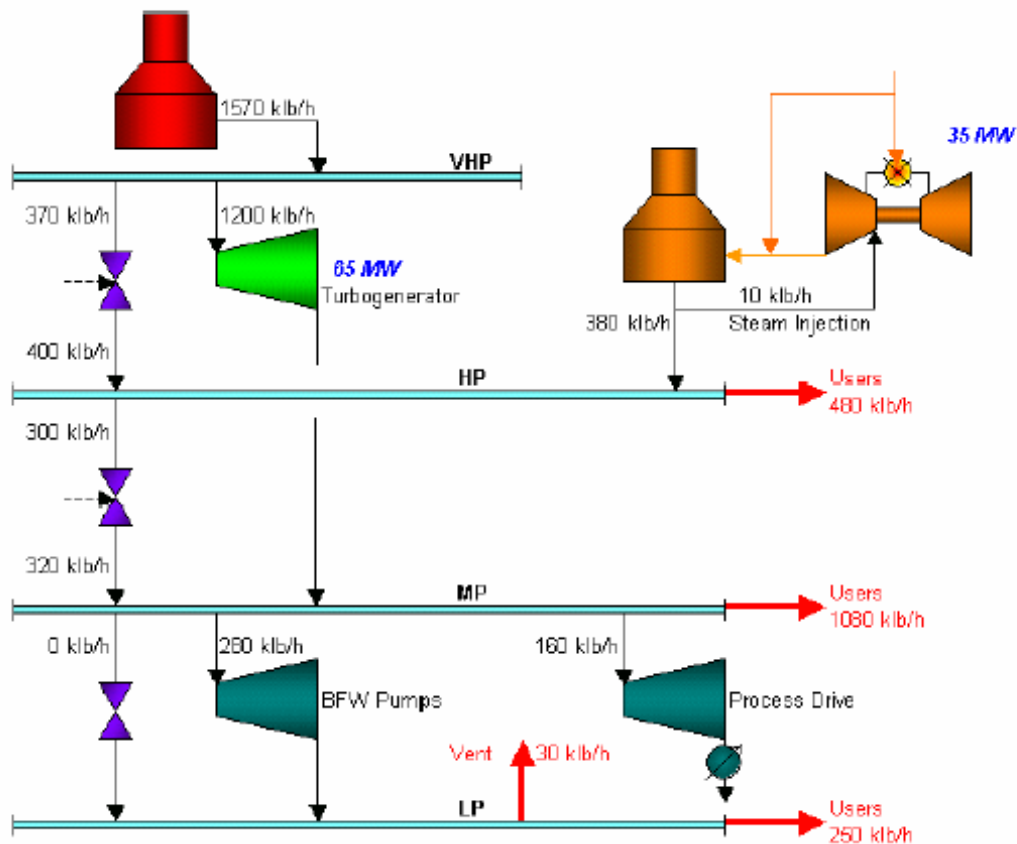 1570 klb/h
VHP
35 MW
370 klb/h
1200 klb/h
65 MW
Turbogenerator
10 klb/h
Steam Injection
380 klb/h
400 klb/h
HP
Users
480 klb/h
300 klb/h
320 klb/h
MP
Users
1080 klb/h
0 klb/h
280 klb/h
160 klb/h
BFW Pumps
Process Drive
Vent
30 klb/h
LP
Users
250 klb/h